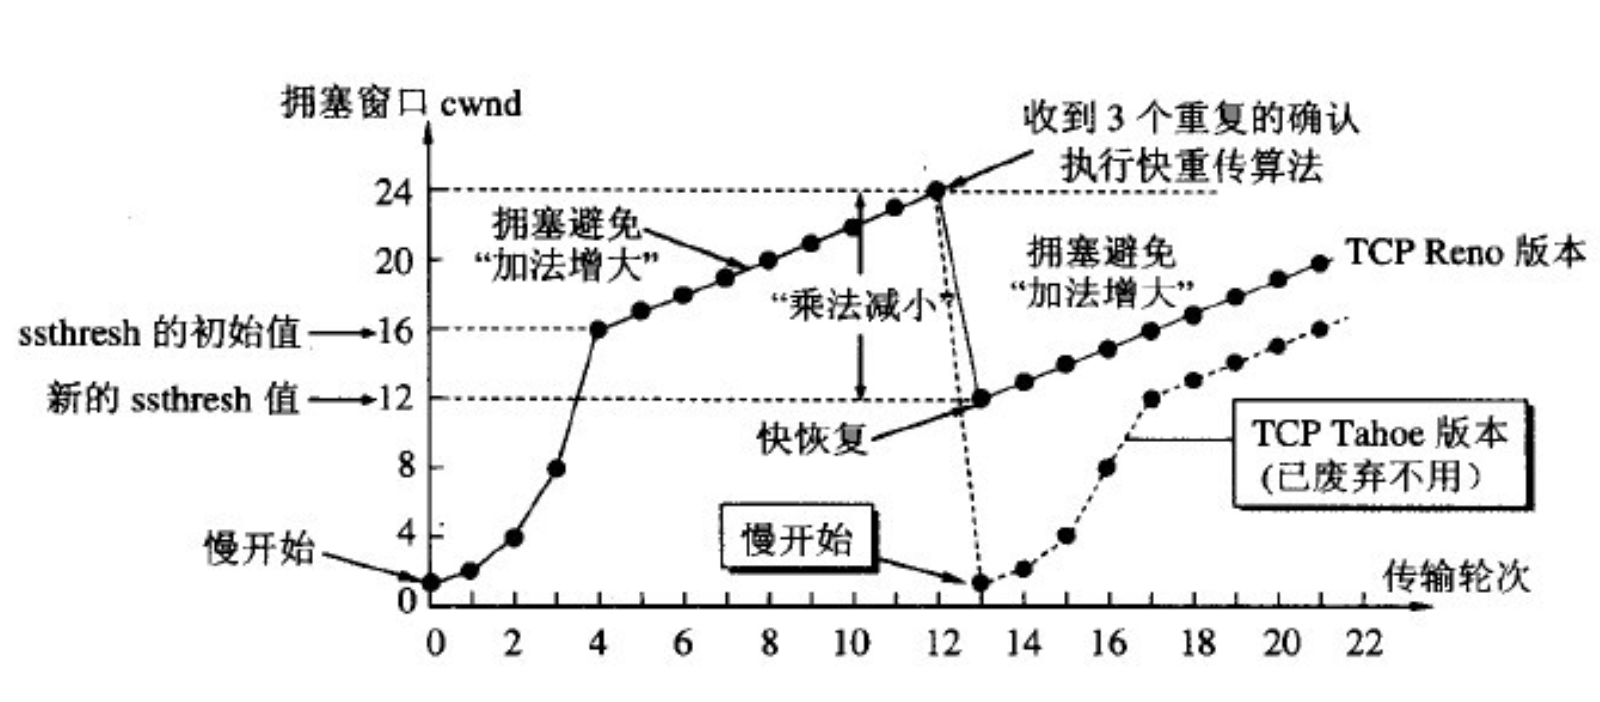 拥塞窗口 cwnd
收到 3 个重复的确认
执行快重传算法
24
拥塞避免
“加法增大”
20
拥塞避免
“加法增大”
TCP Reno 版本
“乘法减小”
ssthresh 的初始值
16
新的 ssthresh 值
12
快恢复
TCP Tahoe 版本
(已废弃不用)
8
慢开始
4
慢开始
传输轮次
0
0 2 4 6 8 10 12 14 16 18 20 22